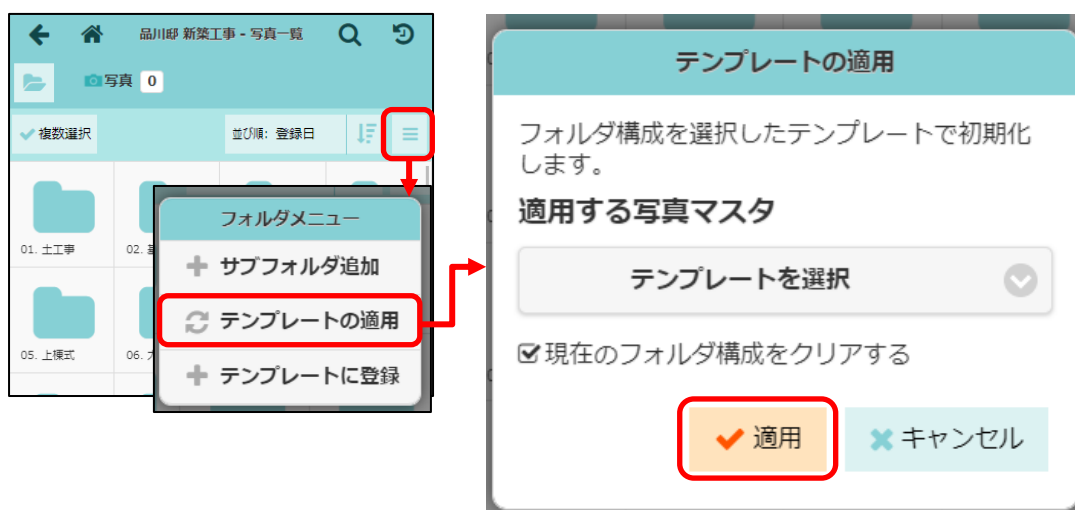 品川邸 新築工事 - 写真一覧
写真 0
複数選択
並び順: 登録日
01. 土工事
02.
05. 上棟式
06.
フォルダメニュー
サブフォルダ追加
テンプレートの適用
テンプレートに登録
テンプレートの適用
フォルダ構成を選択したテンプレートで初期化
します。
適用する写真マスタ
テンプレートを選択
現在のフォルダ構成をクリアする
適用
キャンセル